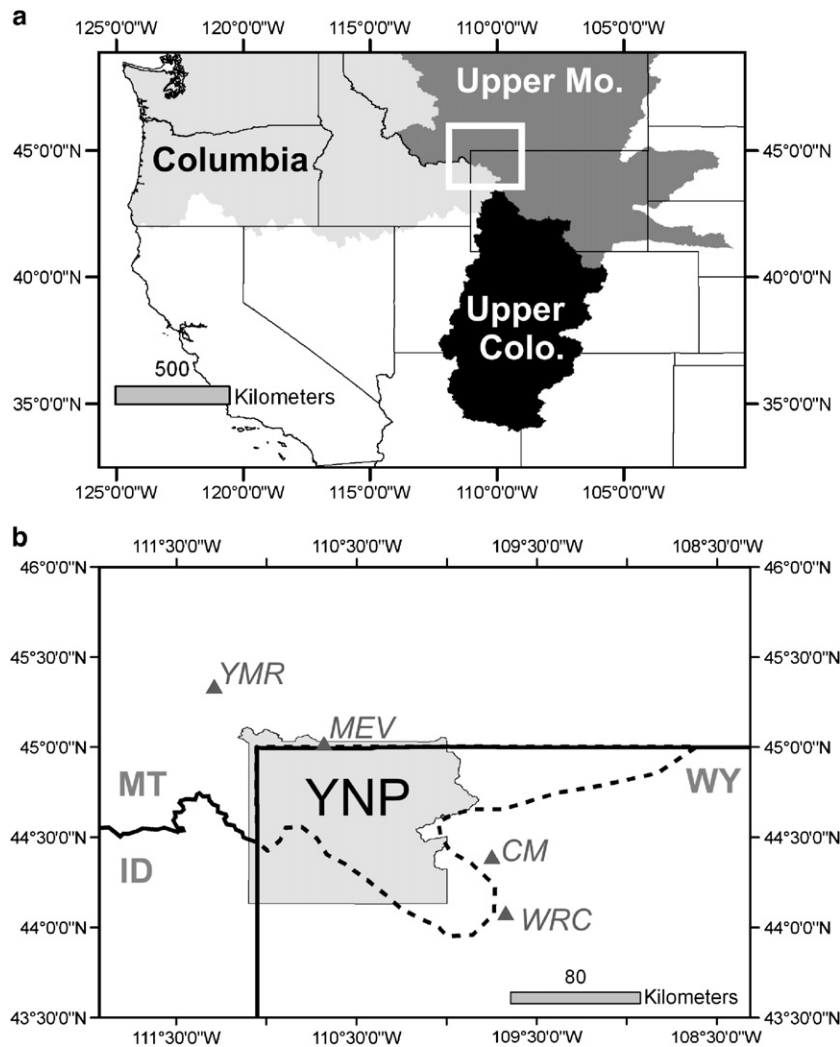 a
125°0'0"W 120°0'0"W 115°0'0"W 110°0'0"W 105°0'0"W
Upper Mo.
45°0'0"N 45°0'0"N
Columbia
40°0'0"N 40°0'0"N
Upper
Colo.
500
Kilometers
35°0'0"N 35°0'0"N
125°0'0"W 120°0'0"W 115°0'0"W 110°0'0"W 105°0'0"W
b
111°30'0"W 110°30'0"W 109°30'0"W 108°30'0"W
46°0'0"N 46°0'0"N
45°30'0"N 45°30'0"N
YMR
MEV
45°0'0"N 45°0'0"N
MT YNP WY
44°30'0"N 44°30'0"N
ID CM
WRC
44°0'0"N 44°0'0"N
80
Kilometers
43°30'0"N 43°30'0"N
111°30'0"W 110°30'0"W 109°30'0"W 108°30'0"W